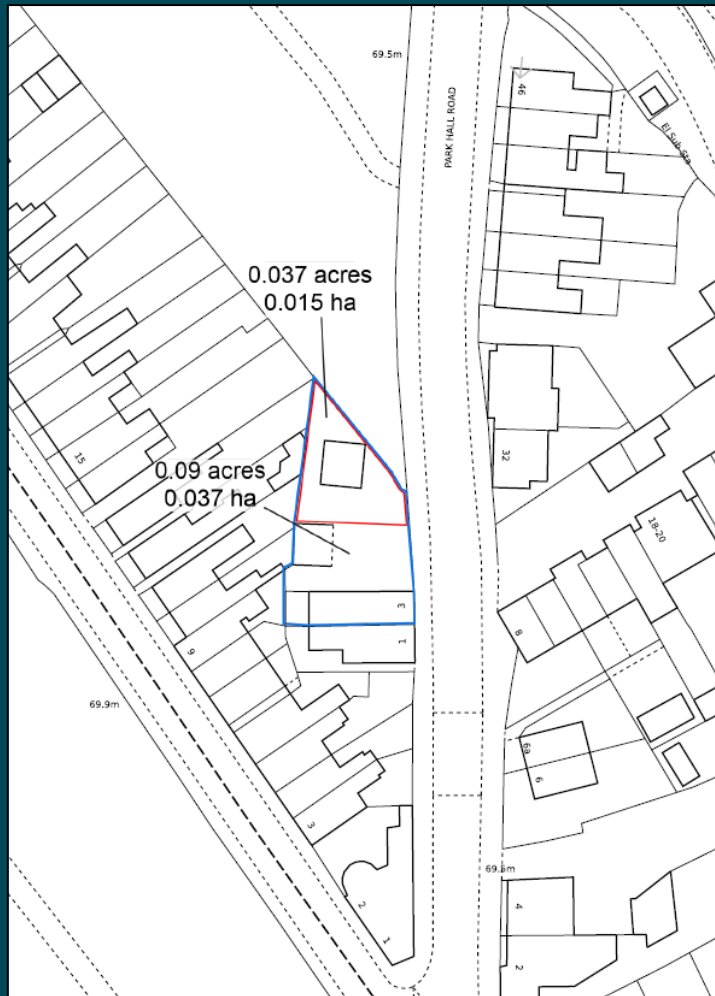 69.5m
PARK HALL ROAD
46
El Sub Sta
0.037 acres
0.015 ha
15
0.09 acres
0.037 ha
32
18-20
3
1
8
9
69.9m
6a
6
3
69.5m
2
1
4
2